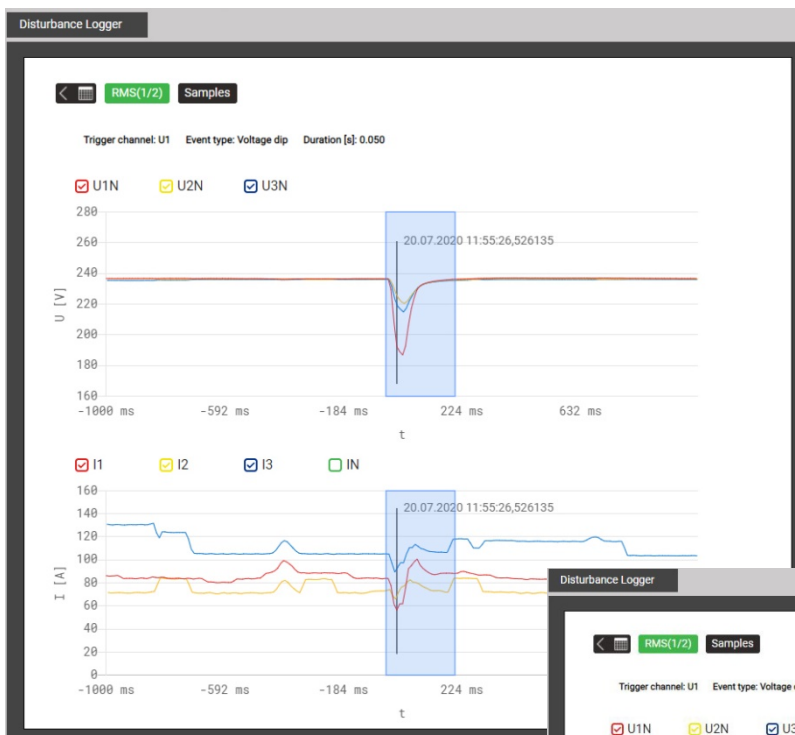 Disturbance Logger
RMS(1/2) Samples
Trigger channel: U1 Event type: Voltage dip Duration [s]: 0.050
U1N U2N U3N
280
260
20.07.2020 11:55:26,526135
240
U [V]
220
200
180
160
-1000 ms -592 ms -184 ms 224 ms 632 ms
t
I1 I2 I3 IN
160
140
20.07.2020 11:55:26,526135
120
100
I [A]
80
60
40
20
0
-1000 ms -592 ms -184 ms 224 ms
t
Disturbance Logger
RMS(1/2) Samples
Trigger channel: U1 Event type: Voltage
U1N U2N U3